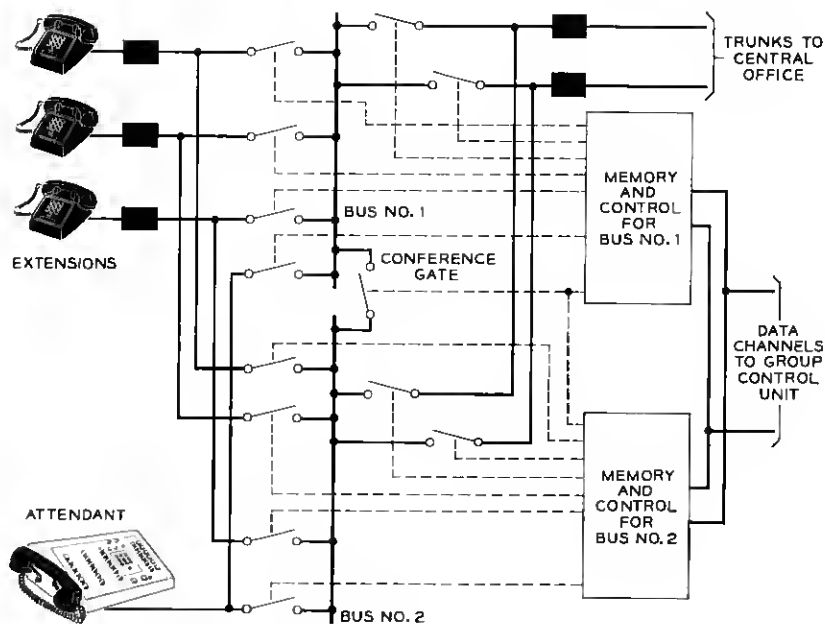 TRUNKS TO
CENTRAL
OFFICE
MEMORY
AND
CONTROL
FOR
BUS NO. 1
BUS NO. 1
EXTENSIONS
CONFERENCE
GATE
DATA
CHANNELS
TO GROUP
CONTROL
UNIT
MEMORY
AND
CONTROL
FOR
BUS NO. 2
ATTENDANT
BUS NO. 2